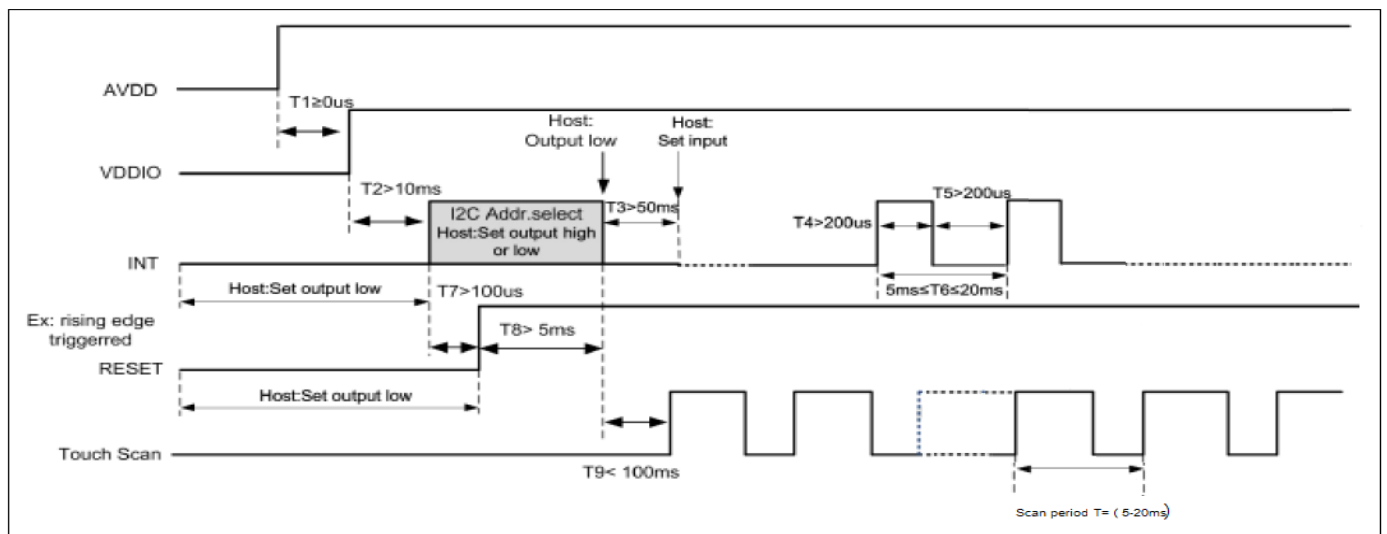 AVDD
T1≥0us
Host:
Output low
Host:
Set input
VDDIO
T2>10ms
I2C Addr.select
Host:Set output high
or low
T3>50ms
T4>200us
T5>200us
INT
Host:Set output low
T7>100us
5ms≤T6≤20ms
Ex: rising edge
triggerred
T8> 5ms
RESET
Host:Set output low
Touch Scan
T9< 100ms
Scan period T= ( 5-20ms)